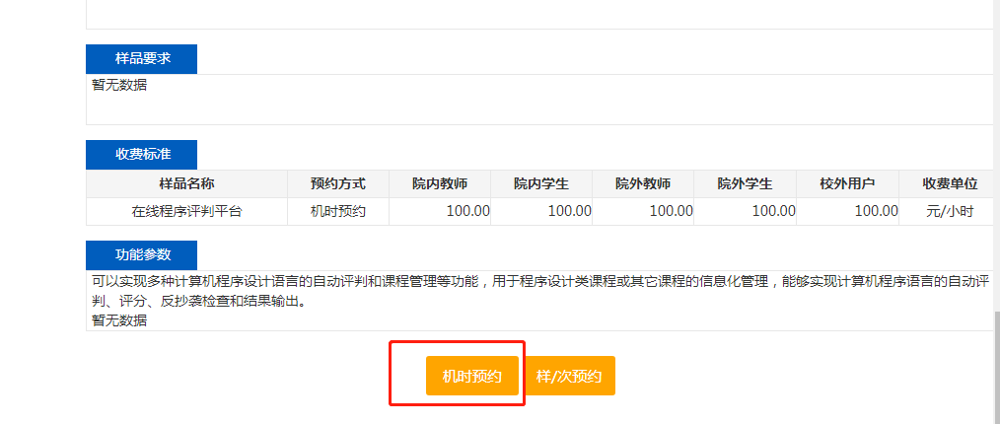 样品要求
暂无数据
收费标准
样品名称 预约方式 院内教师 院内学生 院外教师 院外学生 校外用户 收费单位
在线程序评判平台 机时预约 100.00 100.00 100.00 100.00 100.00 元/小时
功能参数
可以实现多种计算机程序设计语言的自动评判和课程管理等功能，用于程序设计类课程或其它课程的信息化管理，能够实现计算机程序语言的自动评
判、评分、反抄袭检查和结果输出。
暂无数据
机时预约 样/次预约